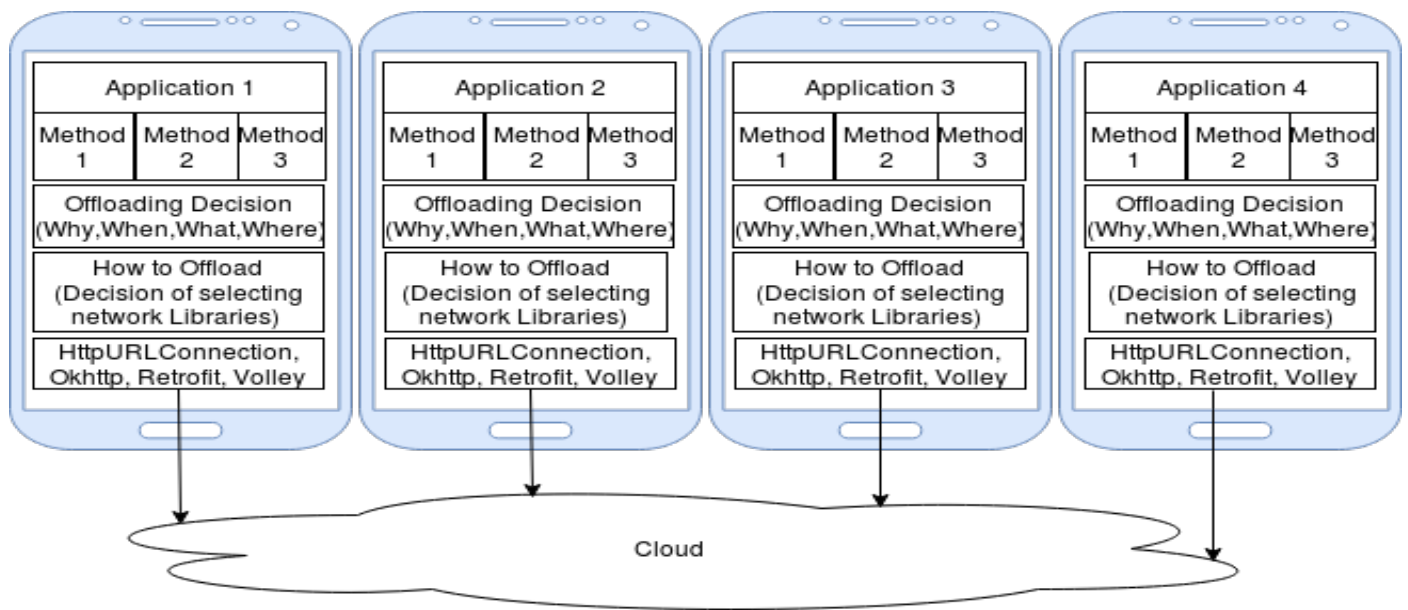 Application 1
Method 1
Method 2
Method 3
Offloading Decision
(Why,When,What,Where)
How to Offload
(Decision of selecting
network Libraries)
HttpURLConnection,
Okhttp, Retrofit, Volley
Application 2
Method 1
Method 2
Method 3
Offloading Decision
(Why,When,What,Where)
How to Offload
(Decision of selecting
network Libraries)
HttpURLConnection,
Okhttp, Retrofit, Volley
Application 3
Method 1
Method 2
Method 3
Offloading Decision
(Why,When,What,Where)
How to Offload
(Decision of selecting
network Libraries)
HttpURLConnection,
Okhttp, Retrofit, Volley
Application 4
Method 1
Method 2
Method 3
Offloading Decision
(Why,When,What,Where)
How to Offload
(Decision of selecting
network Libraries)
HttpURLConnection,
Okhttp, Retrofit, Volley
Cloud